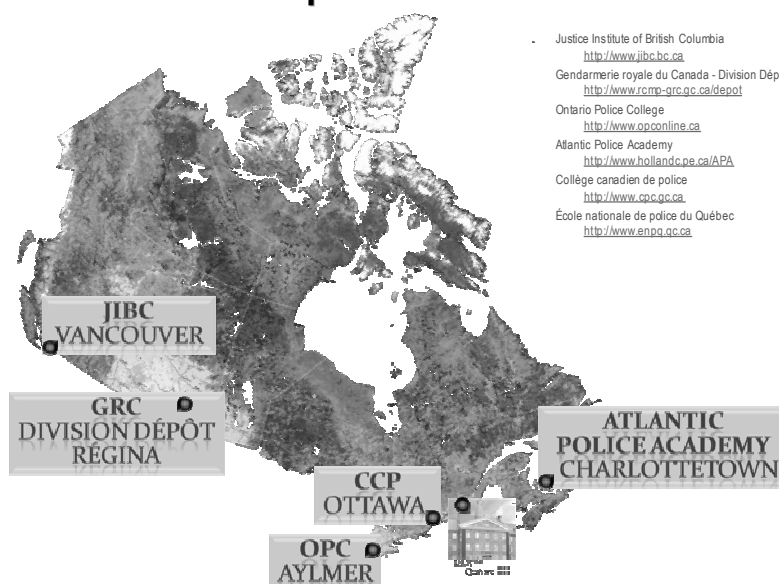 Justice Institute of British Columbia
http://www.jibc.bc.ca
Gendarmerie royale du Canada - Division Dép
http://www.rcmp-grc.gc.ca/depot
Ontario Police College
http://www.opconline.ca
Atlantic Police Academy
http://www.hollandc.pe.ca/APA
Collège canadien de police
http://www.cpc.gc.ca
École nationale de police du Québec
http://www.enpq.qc.ca
JIBC
VANCOUVER
GRC
DIVISION DÉPÔT
RÉGINA
ATLANTIC
POLICE ACADEMY
CHARLOTTETOWN
CCP
OTTAWA
OPC
AYLMER
Québec